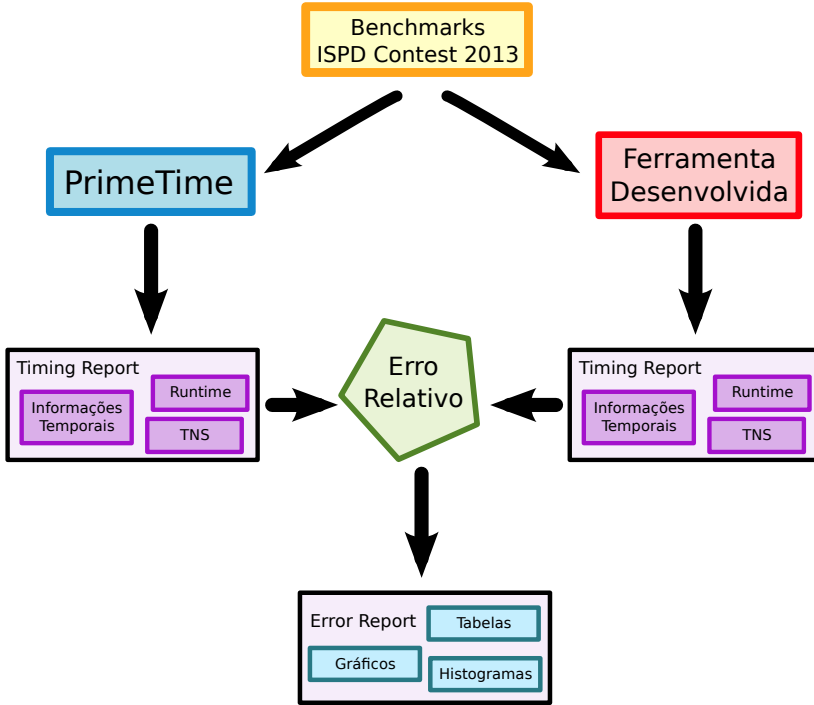 Benchmarks
ISPD Contest 2013
PrimeTime
Ferramenta
Desenvolvida
Timing Report
Runtime
Informações
Temporais
TNS
Erro
Relativo
Timing Report
Runtime
Informações
Temporais
TNS
Error Report
Tabelas
Gráficos
Histogramas